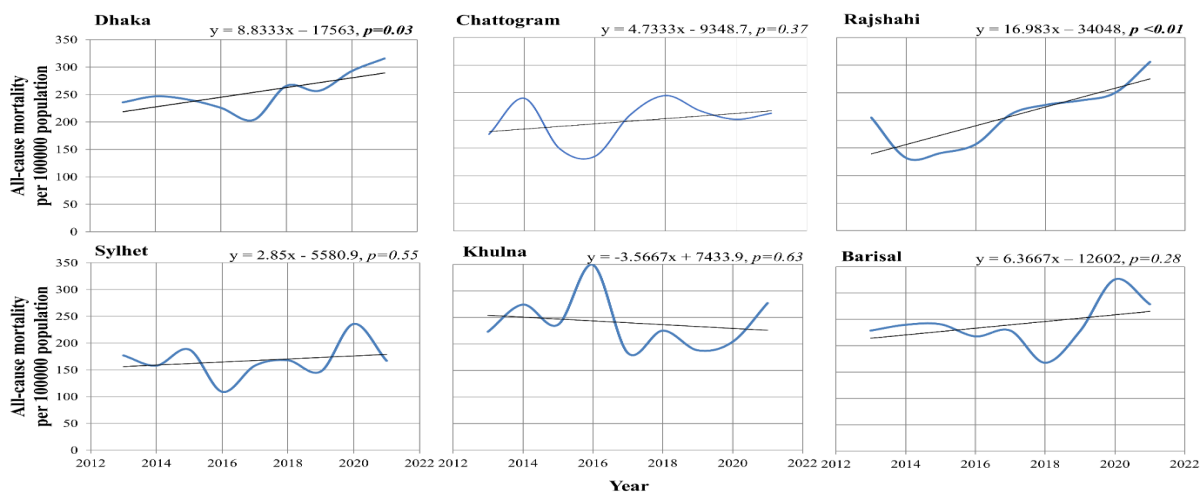 Dhaka
y = 8.8333x – 17563, p=0.03
Chattogram
y = 4.7333x - 9348.7, p=0.37
Rajshahi
y = 16.983x – 34048, p <0.01
All-cause mortality
per 100000 population
350
300
250
200
150
100
50
0
Sylhet
y = 2.85x - 5580.9, p=0.55
Khulna
y = -3.5667x + 7433.9, p=0.63
Barisal
y = 6.3667x – 12602, p=0.28
All-cause mortality
per 100000 population
350
300
250
200
150
100
50
0
2012 2014 2016 2018 2020 2022
2012 2014 2016 2018 2020 2022
2012 2014 2016 2018 2020 2022
Year